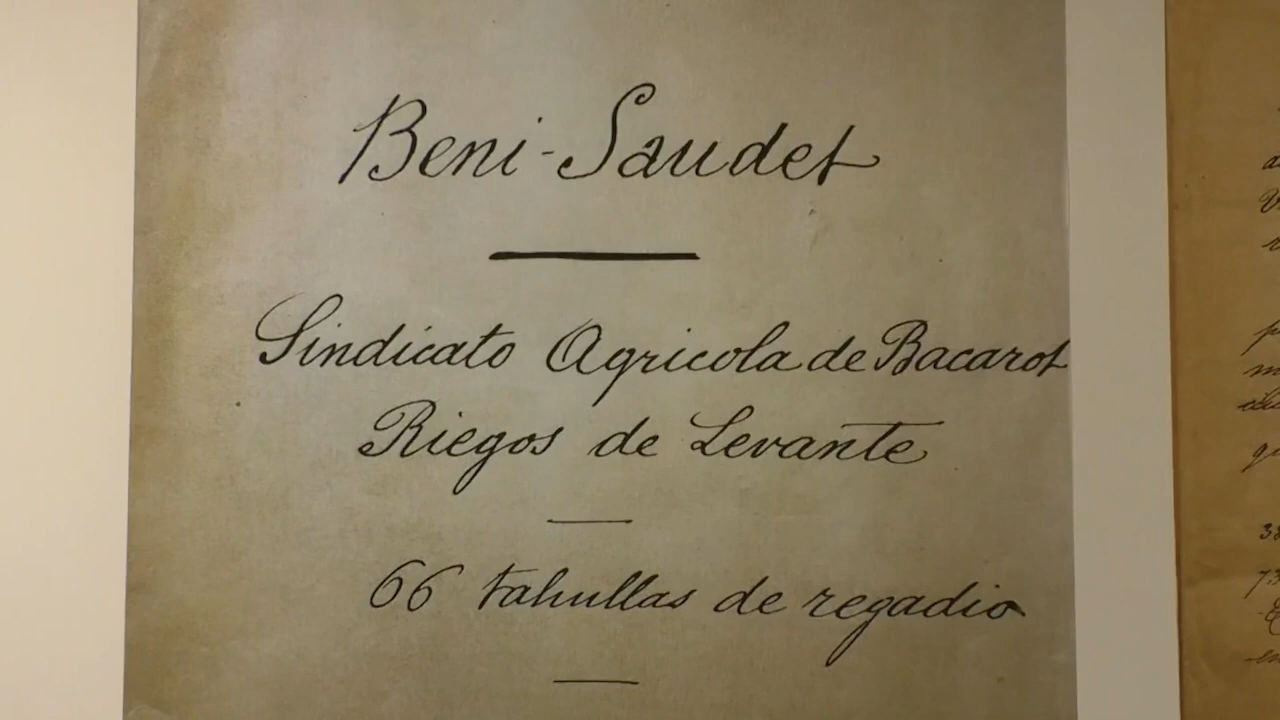 Beni-Saudet
Sindicato Agricola de Bacarot
Riegos de Levante
66 tahullas de regadio